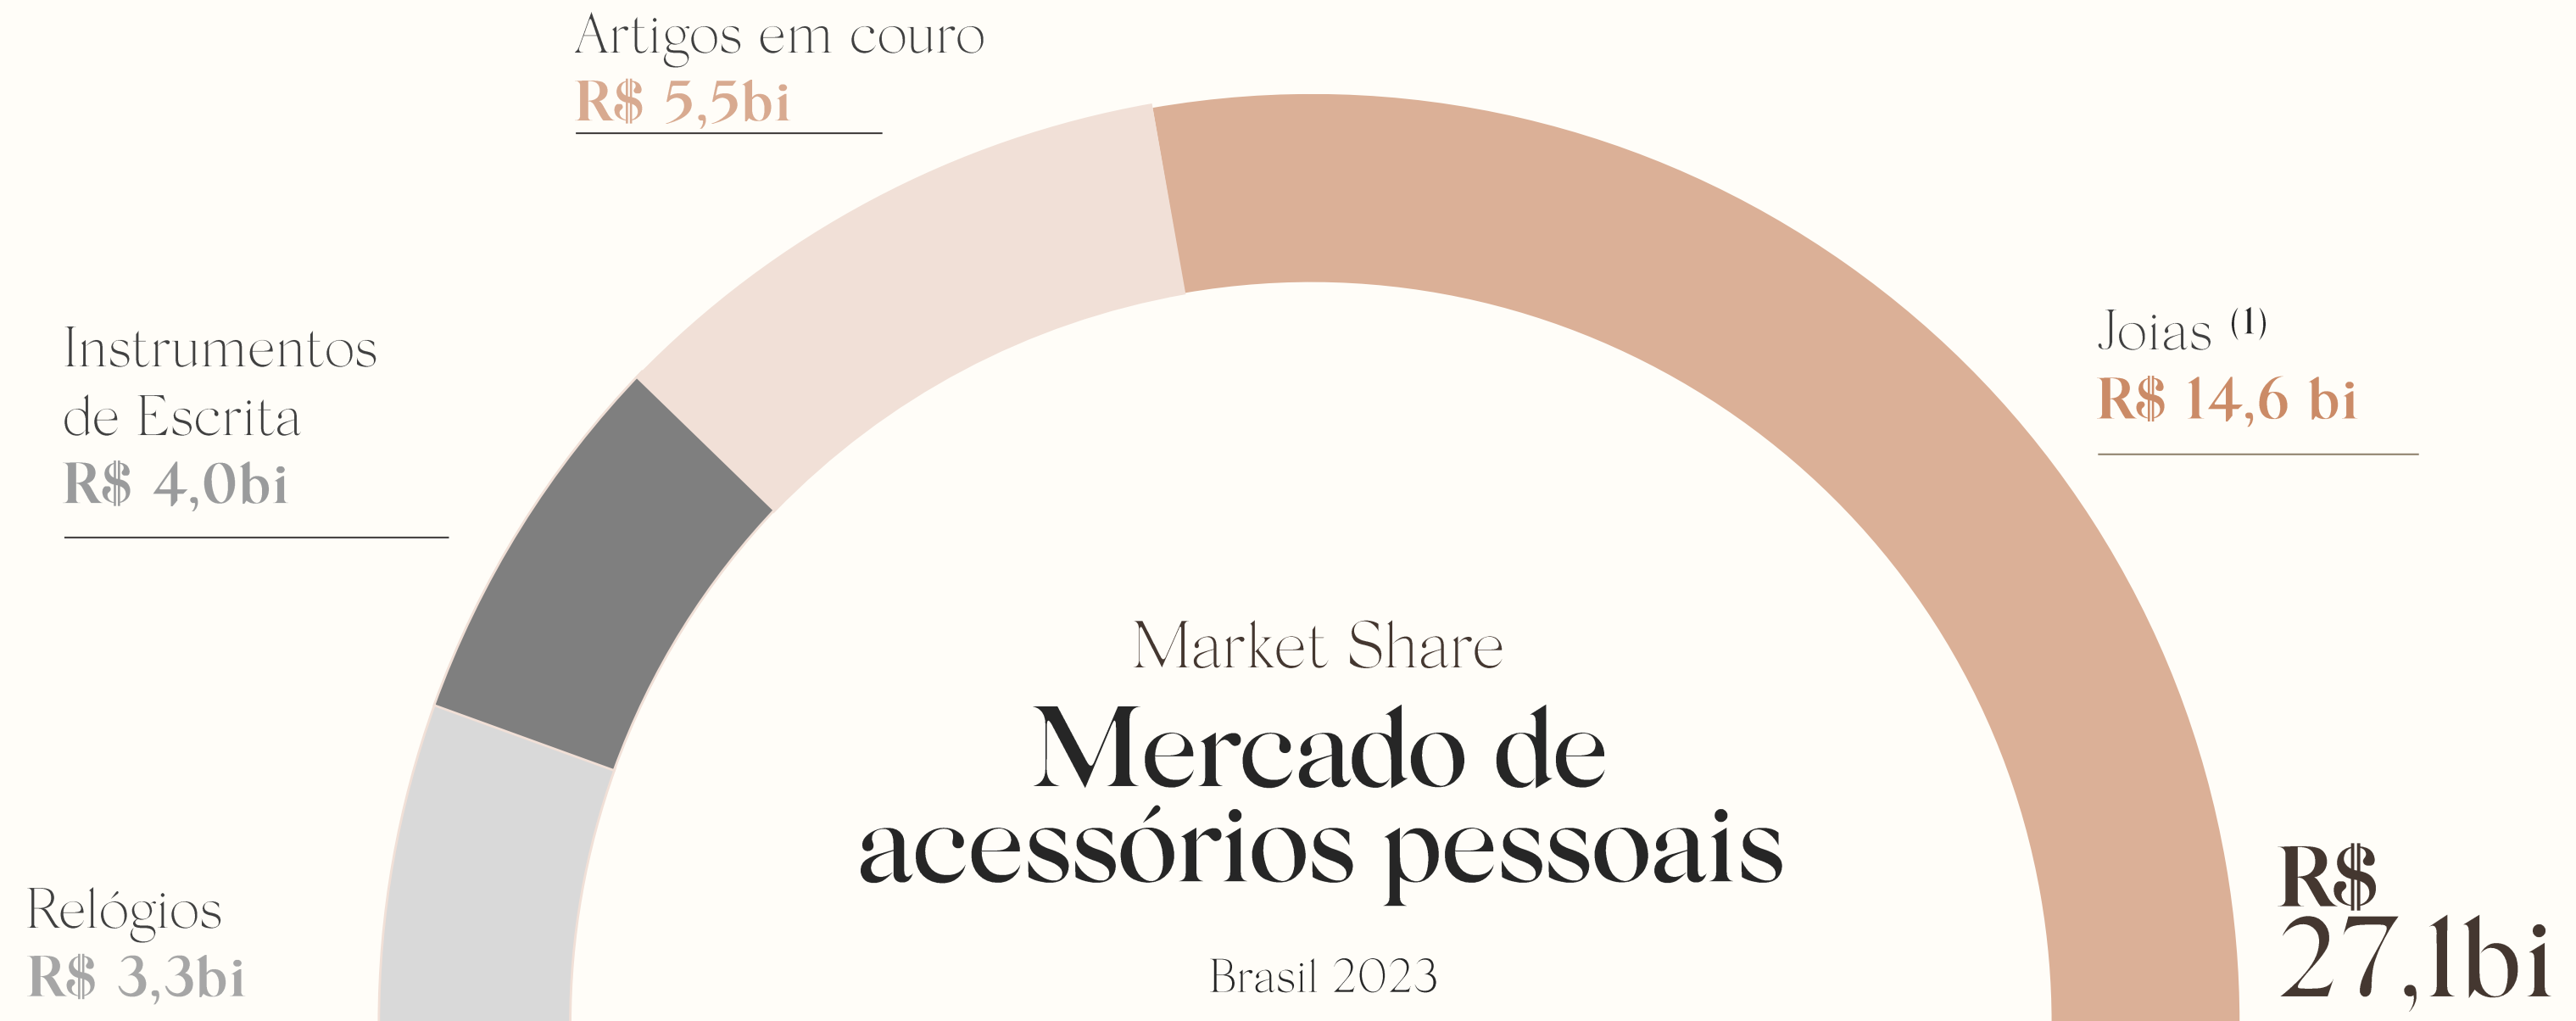 Artigos em couro
R$ 5,5bi
Instrumentos
de Escrita
R$ 4,0bi
Joias (1)
R$ 14,6 bi
Market Share
Mercado de
acessórios pessoais
Brasil 2023
Relógios
R$ 3,3bi
R$
27,1bi